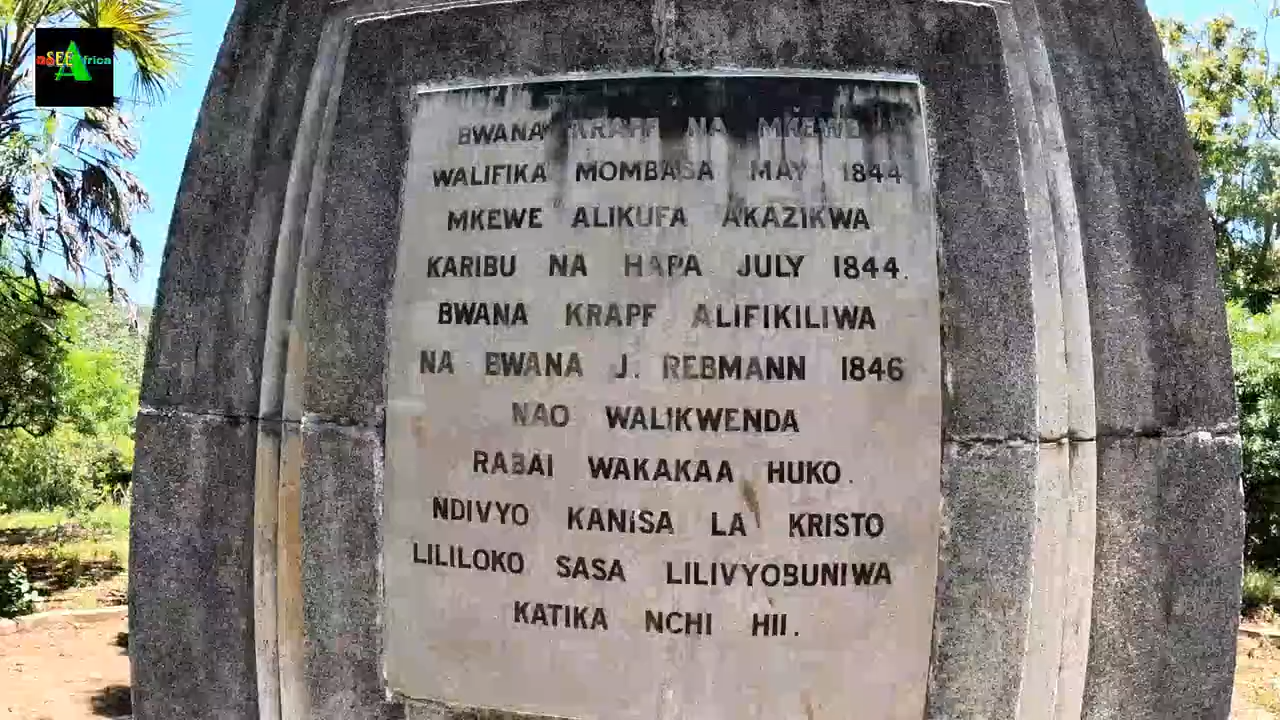 nSEE Africa
BWANA KRAPF NA MKEWE
WALIFIKA MOMBASA MAY 1844
MKEWE ALIKUFA AKAZIKWA
KARIBU NA HAPA JULY 1844.
BWANA KRAPF ALIFIKILIWA
NA BWANA J. REBMANN 1846
NAO WALIKWENDA
RABAI WAKAKAA HUKO.
NDIVYO KANISA LA KRISTO
LILILOKO SASA LILIVYOBUNIWA
KATIKA NCHI HII.